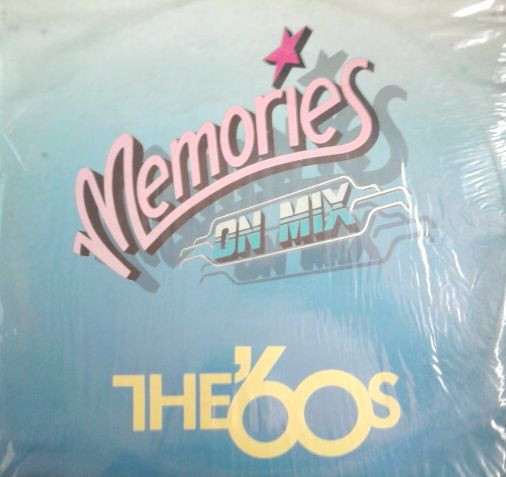 Memories
ON MIX
THE '60s